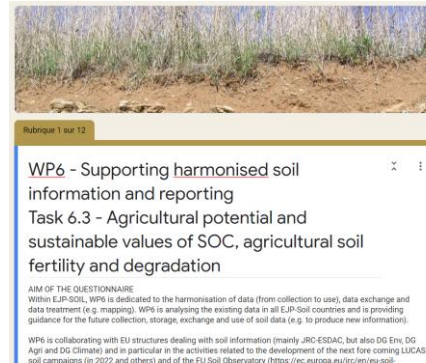 Rubrique 1 sur 12
WP6 - Supporting harmonised soil
information and reporting
Task 6.3 - Agricultural potential and
sustainable values of SOC, agricultural soil
fertility and degradation
AIM OF THE QUESTIONNAIRE
Within EJP-SOIL, WP6 is dedicated to the harmonisation of data (from collection to use), data exchange and
data treatment (e.g. mapping). WP6 is analysing the existing data in all EJP-Soil countries and is providing
guidance for the future collection, storage, exchange and use of soil data (e.g. to produce new information).
WP6 is collaborating with EU structures dealing with soil information (mainly JRC-ESDAC, but also DG Env, DG
Agri and DG Climate) and in particular in the activities related to the development of the next fore coming LUCAS
soil campaigns (in 2022 and others) and of the EU Soil Observatory (https://ec.europa.eu/jrc/en/eu-soil-